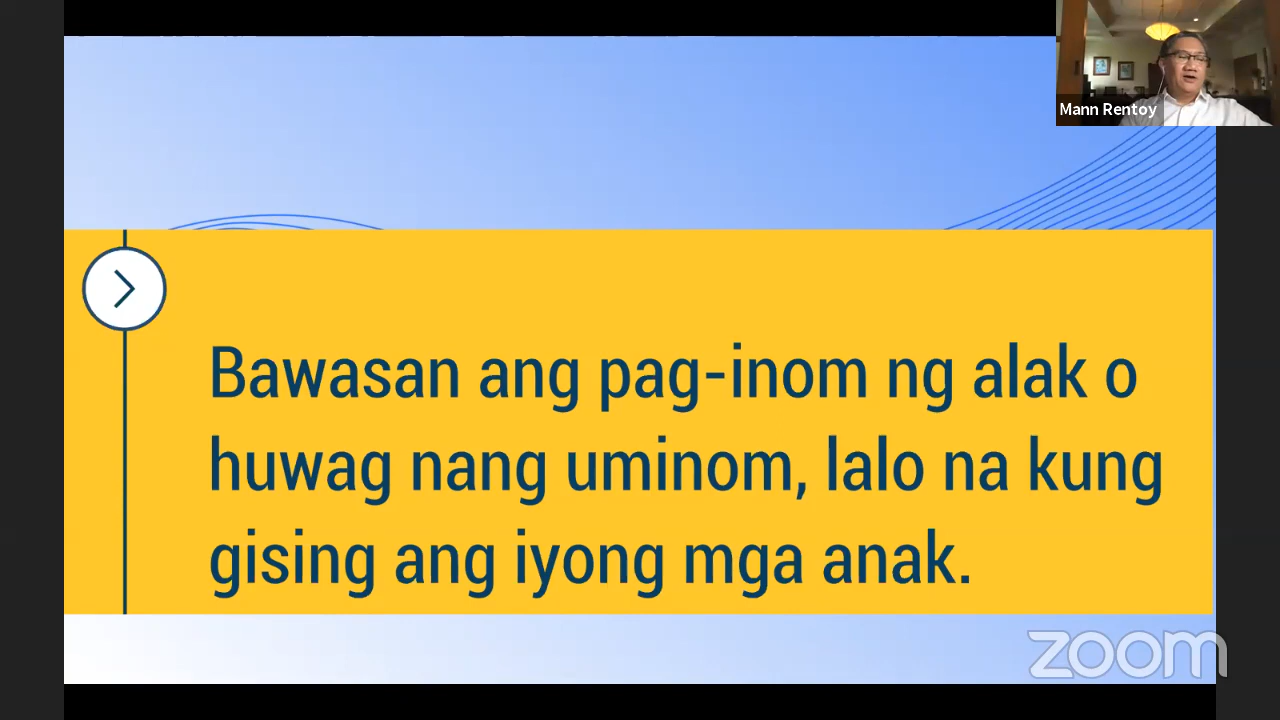 Mann Rentoy
Bawasan ang pag-inom ng alak o
huwag nang uminom, lalo na kung
gising ang iyong mga anak.
zoom